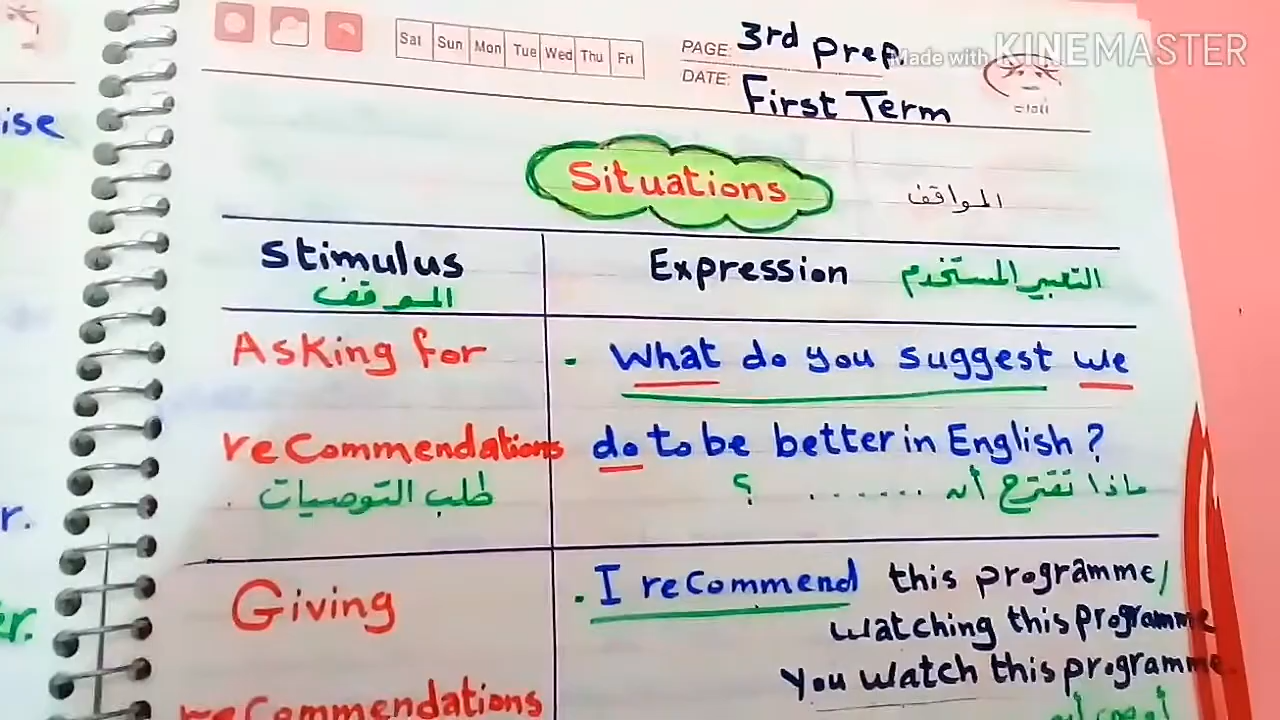 Sat Sun Mon Tue Wed Thu Fri
PAGE: 3rd prep.
Made with KINEMASTER
DATE: First Term
ise
Situations المواقف
Stimulus
الموقف
Expression التعبير المستخدم
Asking for
recommendations
طلب التوصيات
. What do you suggest we
do to be better in English ?
ماذا تقترح أن ...... ؟
r.
er.
Giving
recommendations
. I recommend this programme/
watching this programme
you watch this programme.